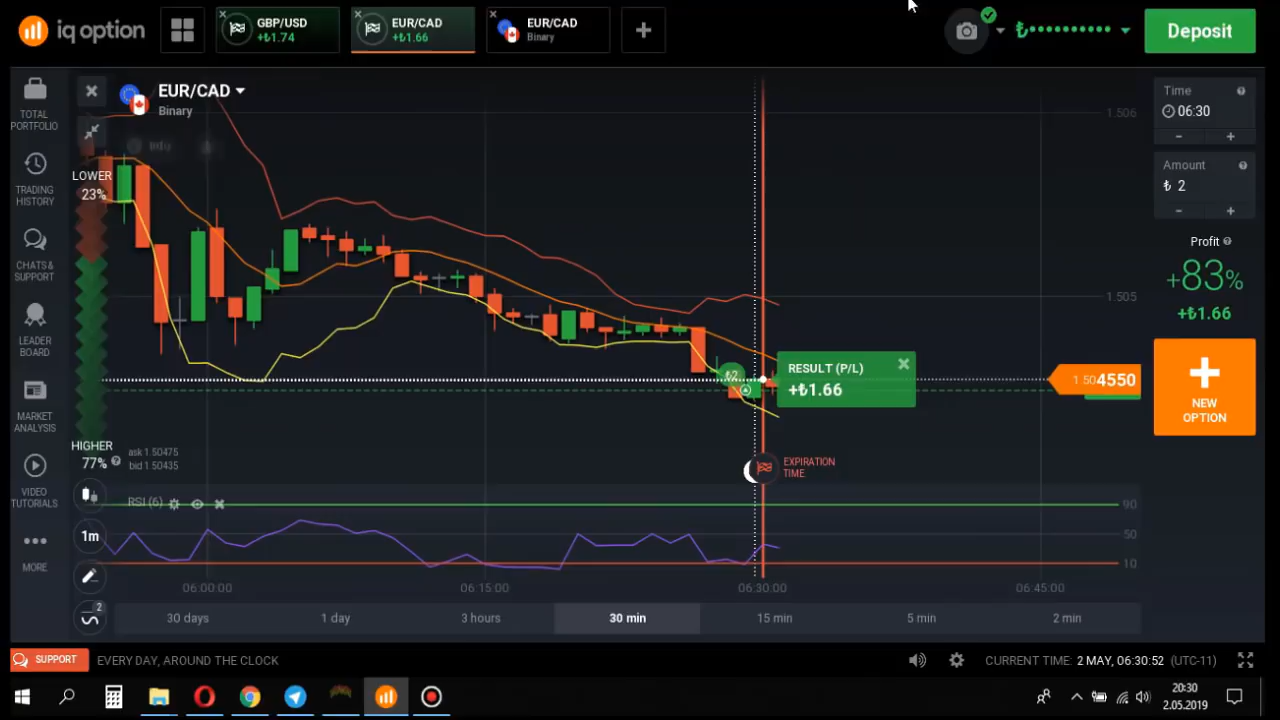 iq option
GBP/USD
+₺1.74
EUR/CAD
+₺1.66
EUR/CAD
Binary
₺••••••••••
Deposit
TOTAL
PORTFOLIO
TRADING
HISTORY
CHATS &
SUPPORT
LEADER
BOARD
MARKET
ANALYSIS
VIDEO
TUTORIALS
MORE
EUR/CAD
Binary
Info
LOWER
23%
HIGHER
77%
ask 1.50475
bid 1.50435
1.506
1.505
1.504550
₺2
RESULT (P/L)
+₺1.66
EXPIRATION
TIME
RSI (6)
90
50
10
1m
2
06:00:00
06:15:00
06:30:00
06:45:00
30 days
1 day
3 hours
30 min
15 min
5 min
2 min
Time
06:30
- +
Amount
₺ 2
- +
Profit
+83%
+₺1.66
NEW
OPTION
SUPPORT
EVERY DAY, AROUND THE CLOCK
CURRENT TIME: 2 MAY, 06:30:52 (UTC-11)
20:30
2.05.2019